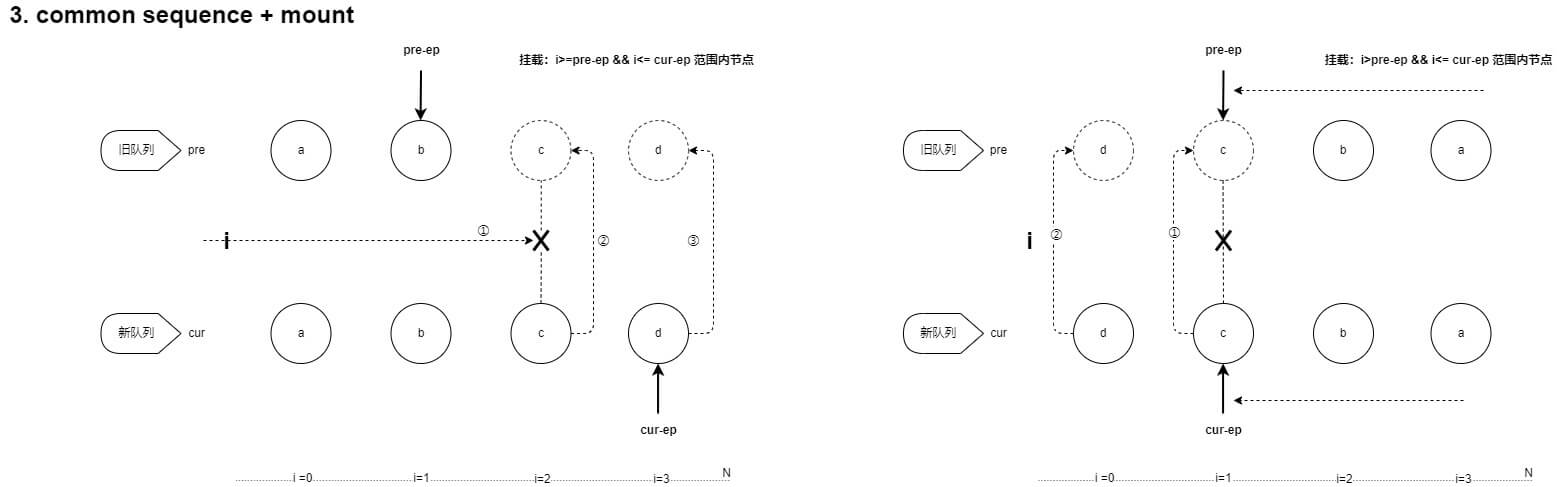 3. common sequence + mount
pre-ep
挂载：i>=pre-ep && i<= cur-ep 范围内节点
旧队列
pre
a
b
c
d
i
①
②
③
新队列
cur
a
b
c
d
cur-ep
i =0
i=1
i=2
i=3
N
pre-ep
挂载：i>pre-ep && i<= cur-ep 范围内节点
旧队列
pre
d
c
b
a
i
②
①
新队列
cur
d
c
b
a
cur-ep
i =0
i=1
i=2
i=3
N